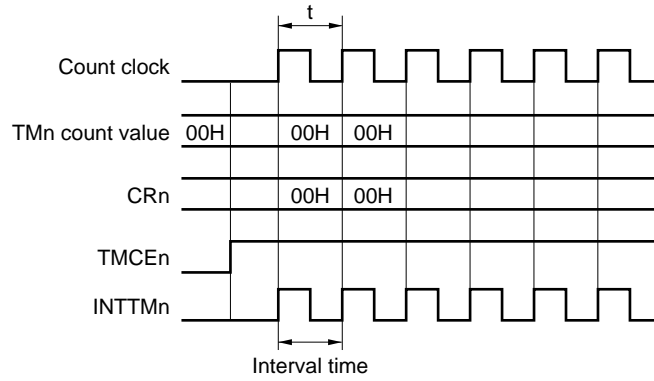 t
Count clock
TMn count value 00H 00H 00H
CRn 00H 00H
TMCEn
INTTMn
Interval time